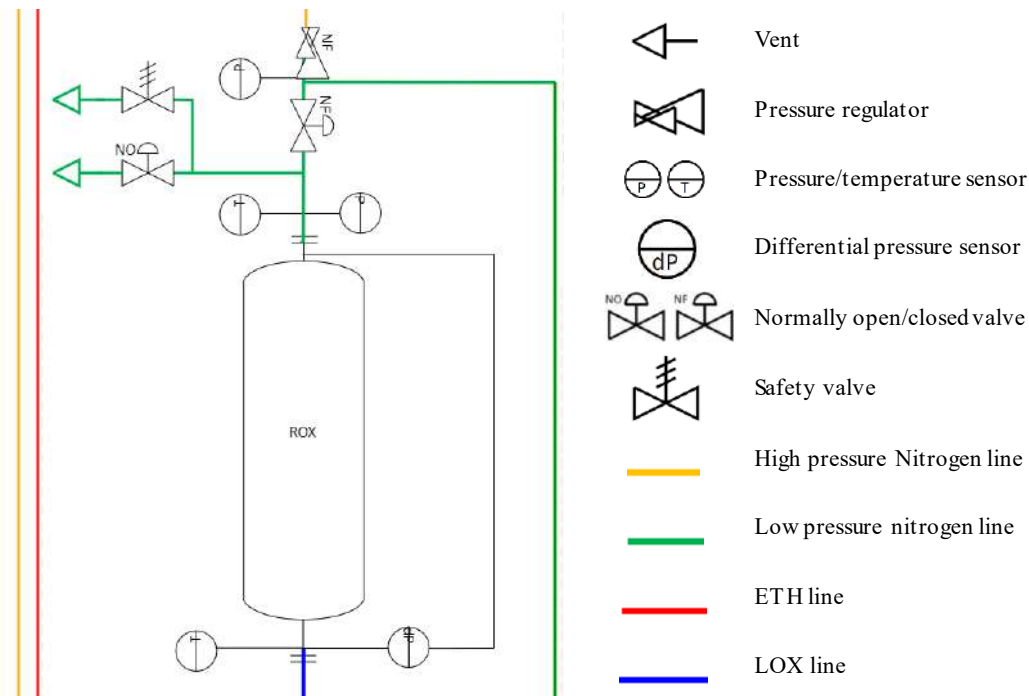 NF
P
NF
NO
T
P
ROX
T
dP
Vent
Pressure regulator
P T
Pressure/temperature sensor
dP
Differential pressure sensor
NO NF
Normally open/closed valve
Safety valve
High pressure Nitrogen line
Low pressure nitrogen line
ETH line
LOX line